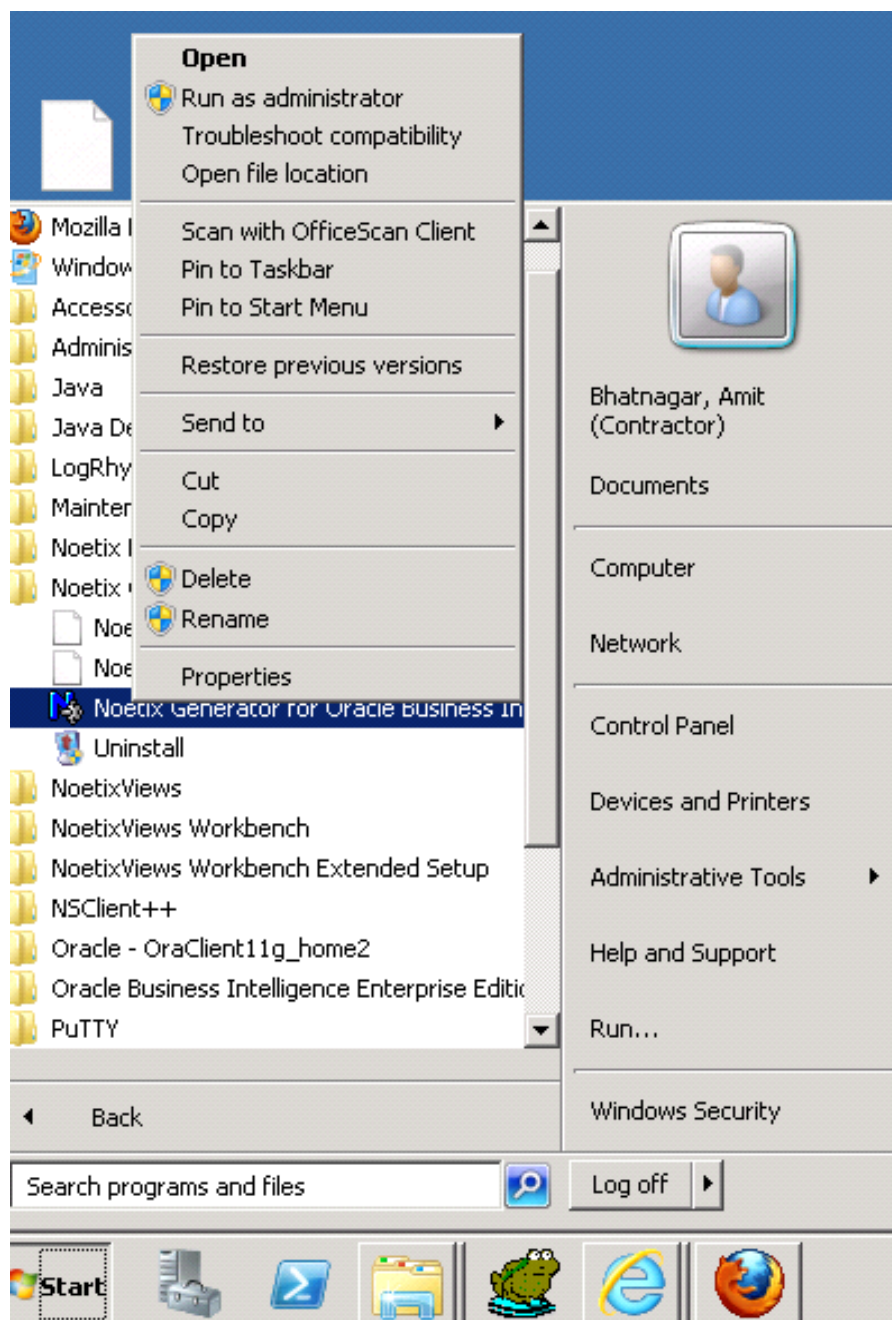 Open
Run as administrator
Troubleshoot compatibility
Open file location
Scan with OfficeScan Client
Pin to Taskbar
Pin to Start Menu
Restore previous versions
Send to
Cut
Copy
Delete
Rename
Properties
Mozilla
Window
Accesso
Adminis
Java
Java De
LogRhy
Mainter
Noetix
Noetix
Noe
Noe
Noetix Generator for Oracle Business In
Uninstall
NoetixViews
NoetixViews Workbench
NoetixViews Workbench Extended Setup
NSClient++
Oracle - OraClient11g_home2
Oracle Business Intelligence Enterprise Editic
PuTTY
Back
Search programs and files
Bhatnagar, Amit
(Contractor)
Documents
Computer
Network
Control Panel
Devices and Printers
Administrative Tools
Help and Support
Run...
Windows Security
Log off
Start